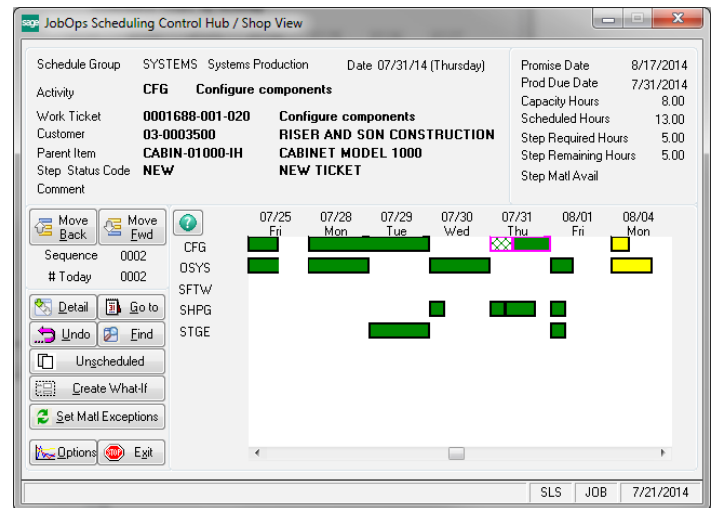 sage JobOps Scheduling Control Hub / Shop View
Schedule Group SYSTEMS Systems Production Date 07/31/14 (Thursday)
Activity CFG Configure components
Work Ticket 0001688-001-020 Configure components
Customer 03-0003500 RISER AND SON CONSTRUCTION
Parent Item CABIN-01000-IH CABINET MODEL 1000
Step Status Code NEW NEW TICKET
Comment
Promise Date 8/17/2014
Prod Due Date 7/31/2014
Capacity Hours 8.00
Scheduled Hours 13.00
Step Required Hours 5.00
Step Remaining Hours 5.00
Step Matl Avail
Move Back
Move Fwd
Sequence 0002
# Today 0002
Detail
Go to
Undo
Find
Unscheduled
Create What-If
Set Matl Exceptions
Options
STOP Exit
?
07/25 07/28 07/29 07/30 07/31 08/01 08/04
Fri Mon Tue Wed Thu Fri Mon
CFG
OSYS
SFTW
SHPG
STGE
SLS JOB 7/21/2014